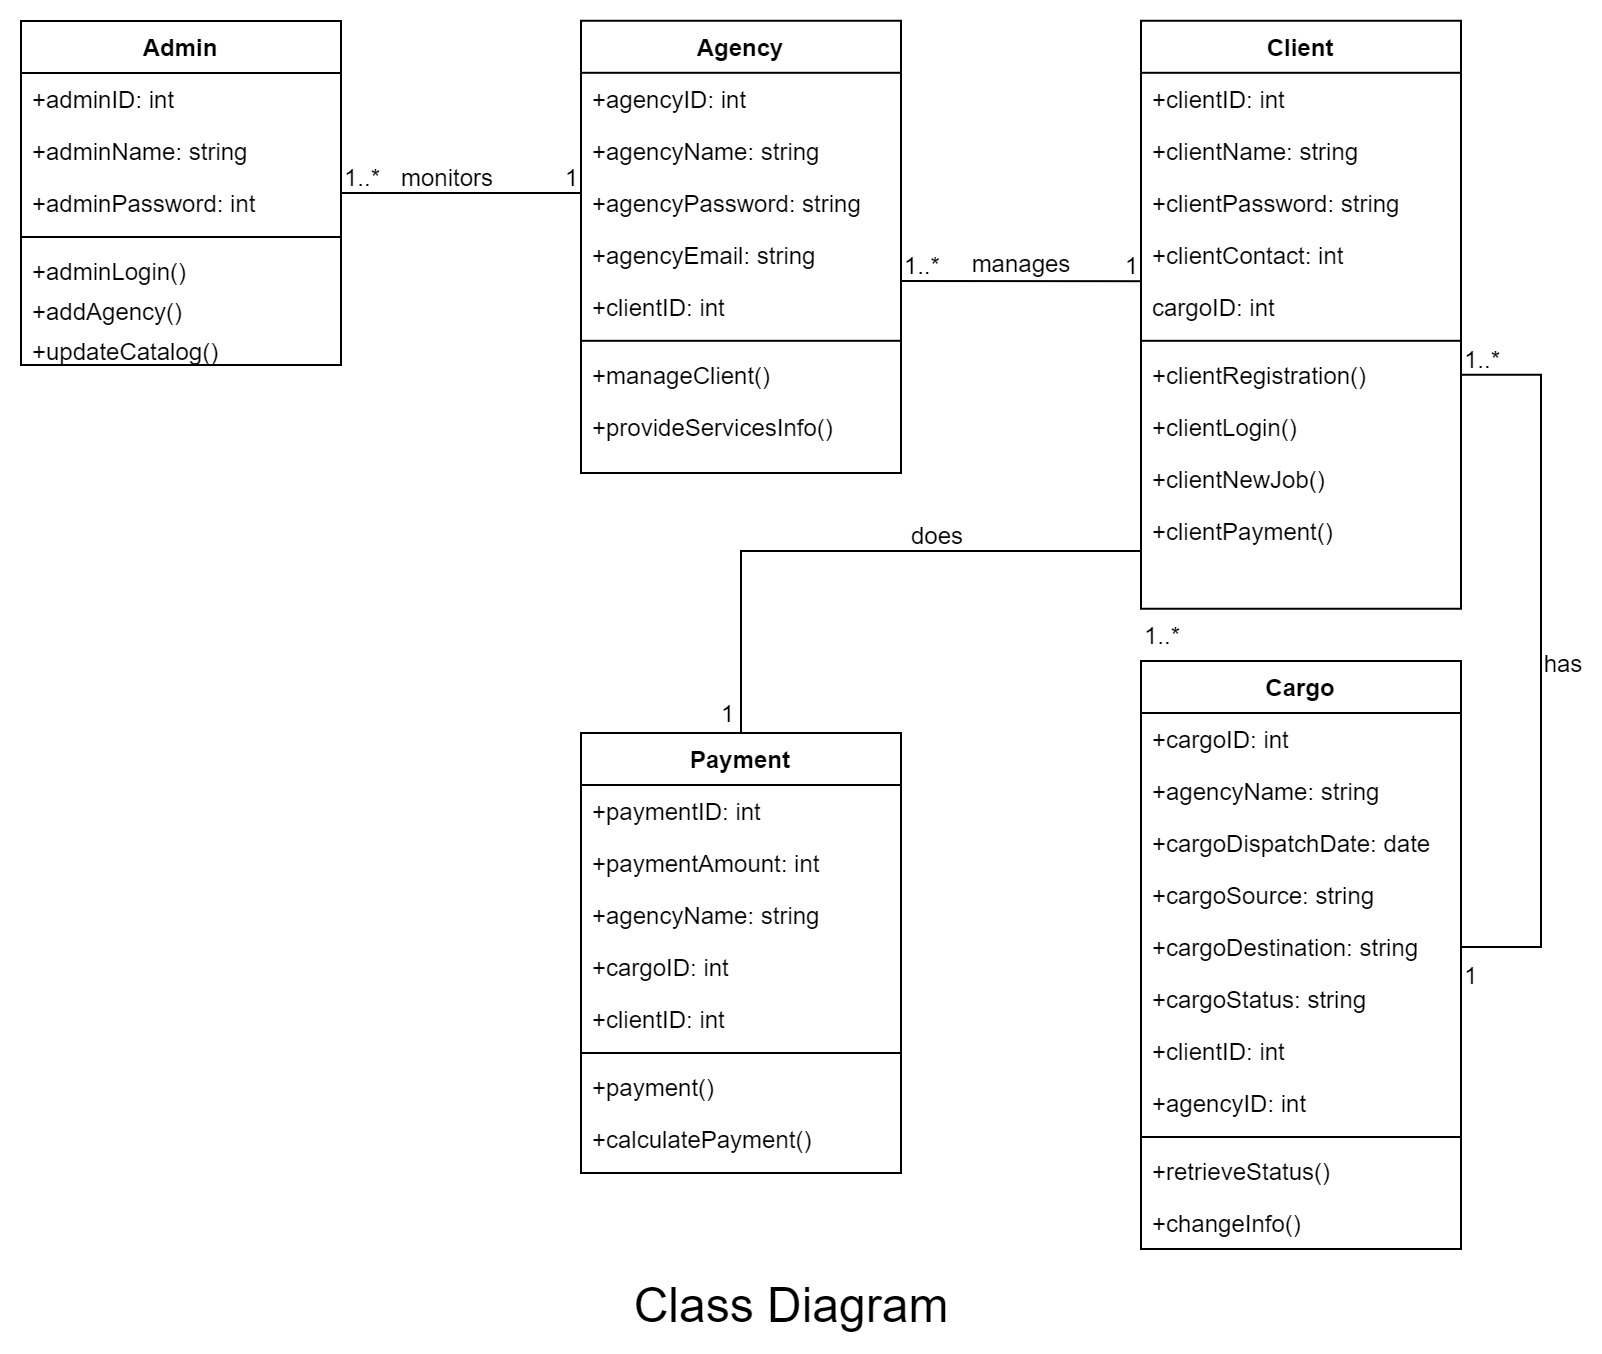 Admin
+adminID: int
+adminName: string
+adminPassword: int
+adminLogin()
+addAgency()
+updateCatalog()
1..* monitors 1
Agency
+agencyID: int
+agencyName: string
+agencyPassword: string
+agencyEmail: string
+clientID: int
+manageClient()
+provideServicesInfo()
1..* manages 1
Client
+clientID: int
+clientName: string
+clientPassword: string
+clientContact: int
cargoID: int
+clientRegistration()
+clientLogin()
+clientNewJob()
+clientPayment()
1..*
has
1
does
1..*
1
Payment
+paymentID: int
+paymentAmount: int
+agencyName: string
+cargoID: int
+clientID: int
+payment()
+calculatePayment()
Cargo
+cargoID: int
+agencyName: string
+cargoDispatchDate: date
+cargoSource: string
+cargoDestination: string
+cargoStatus: string
+clientID: int
+agencyID: int
+retrieveStatus()
+changeInfo()
Class Diagram